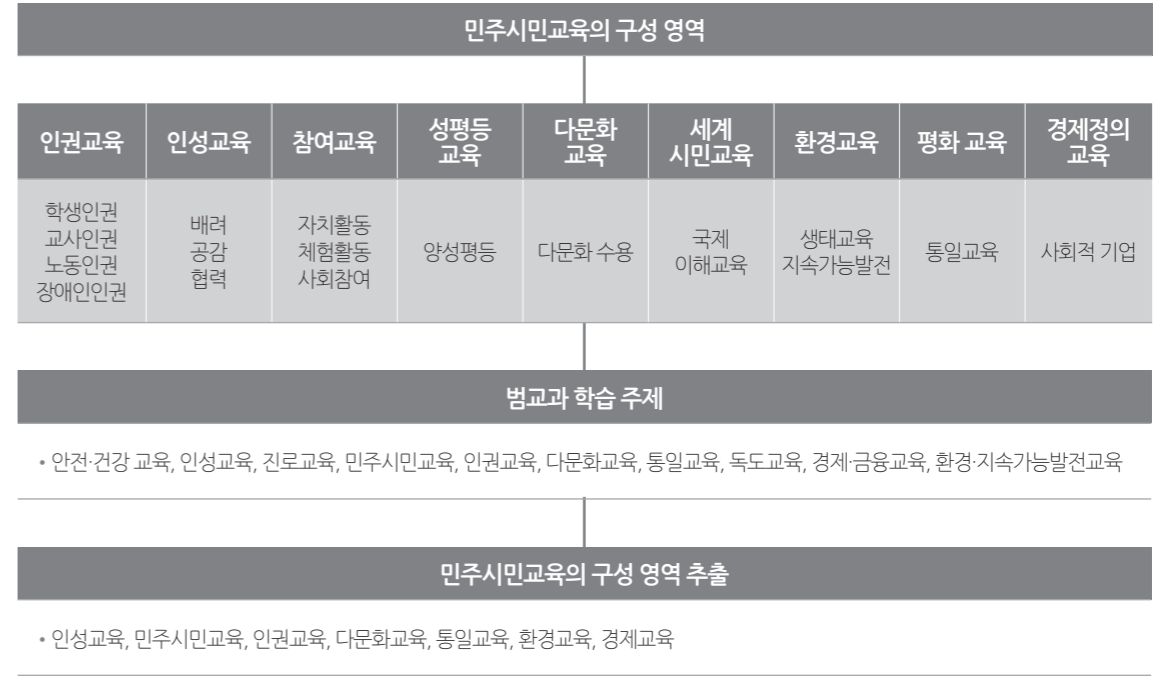 민주시민교육의 구성 영역
인권교육
인성교육
참여교육
성평등
교육
다문화
교육
세계
시민교육
환경교육
평화 교육
경제정의
교육
학생인권
교사인권
노동인권
장애인인권
배려
공감
협력
자치활동
체험활동
사회참여
양성평등
다문화 수용
국제
이해교육
생태교육
지속가능발전
통일교육
사회적 기업
범교과 학습 주제
• 안전·건강 교육, 인성교육, 진로교육, 민주시민교육, 인권교육, 다문화교육, 통일교육, 독도교육, 경제·금융교육, 환경·지속가능발전교육
민주시민교육의 구성 영역 추출
• 인성교육, 민주시민교육, 인권교육, 다문화교육, 통일교육, 환경교육, 경제교육